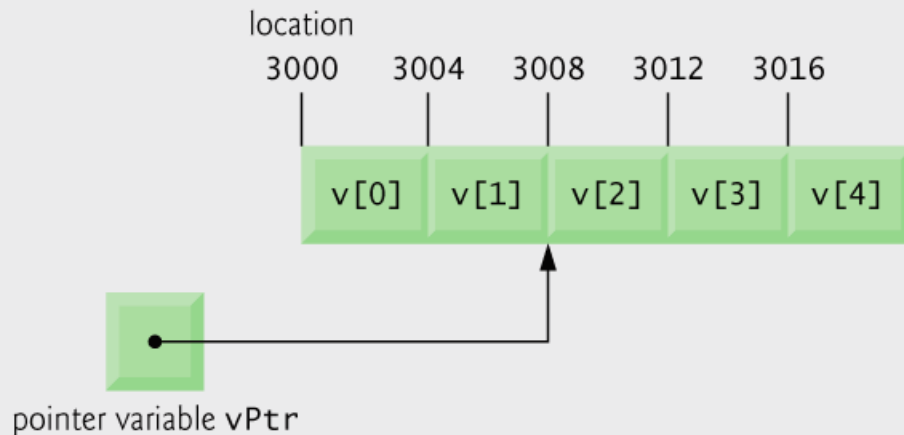 location
3000 3004 3008 3012 3016
v[0] v[1] v[2] v[3] v[4]
pointer variable vPtr